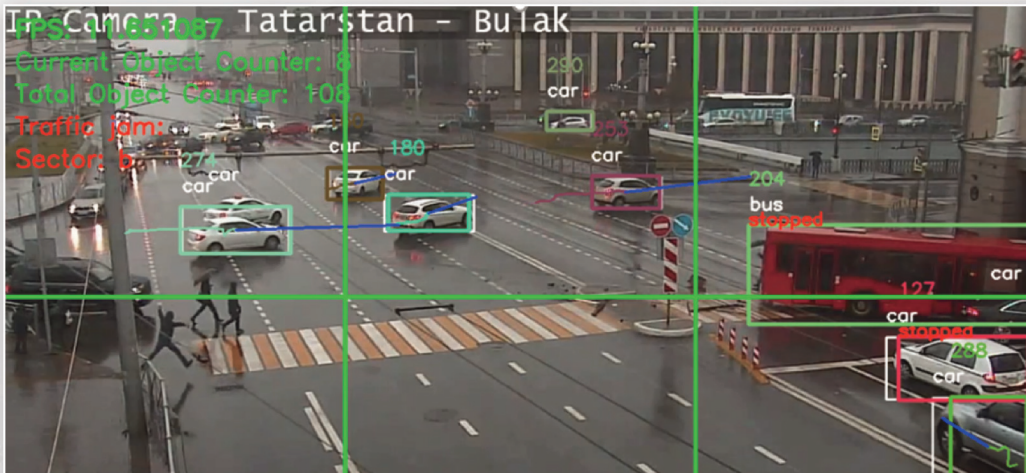 IP Camera Tatarstan - Bulak
FPS: 11.851087
Current Object Counter: 8
Total Object Counter: 108
Traffic jam:
Sector: b
290
car
253
car
car
180
car
274
car
car
204
bus
stopped
car
127
car
stopped
288
car